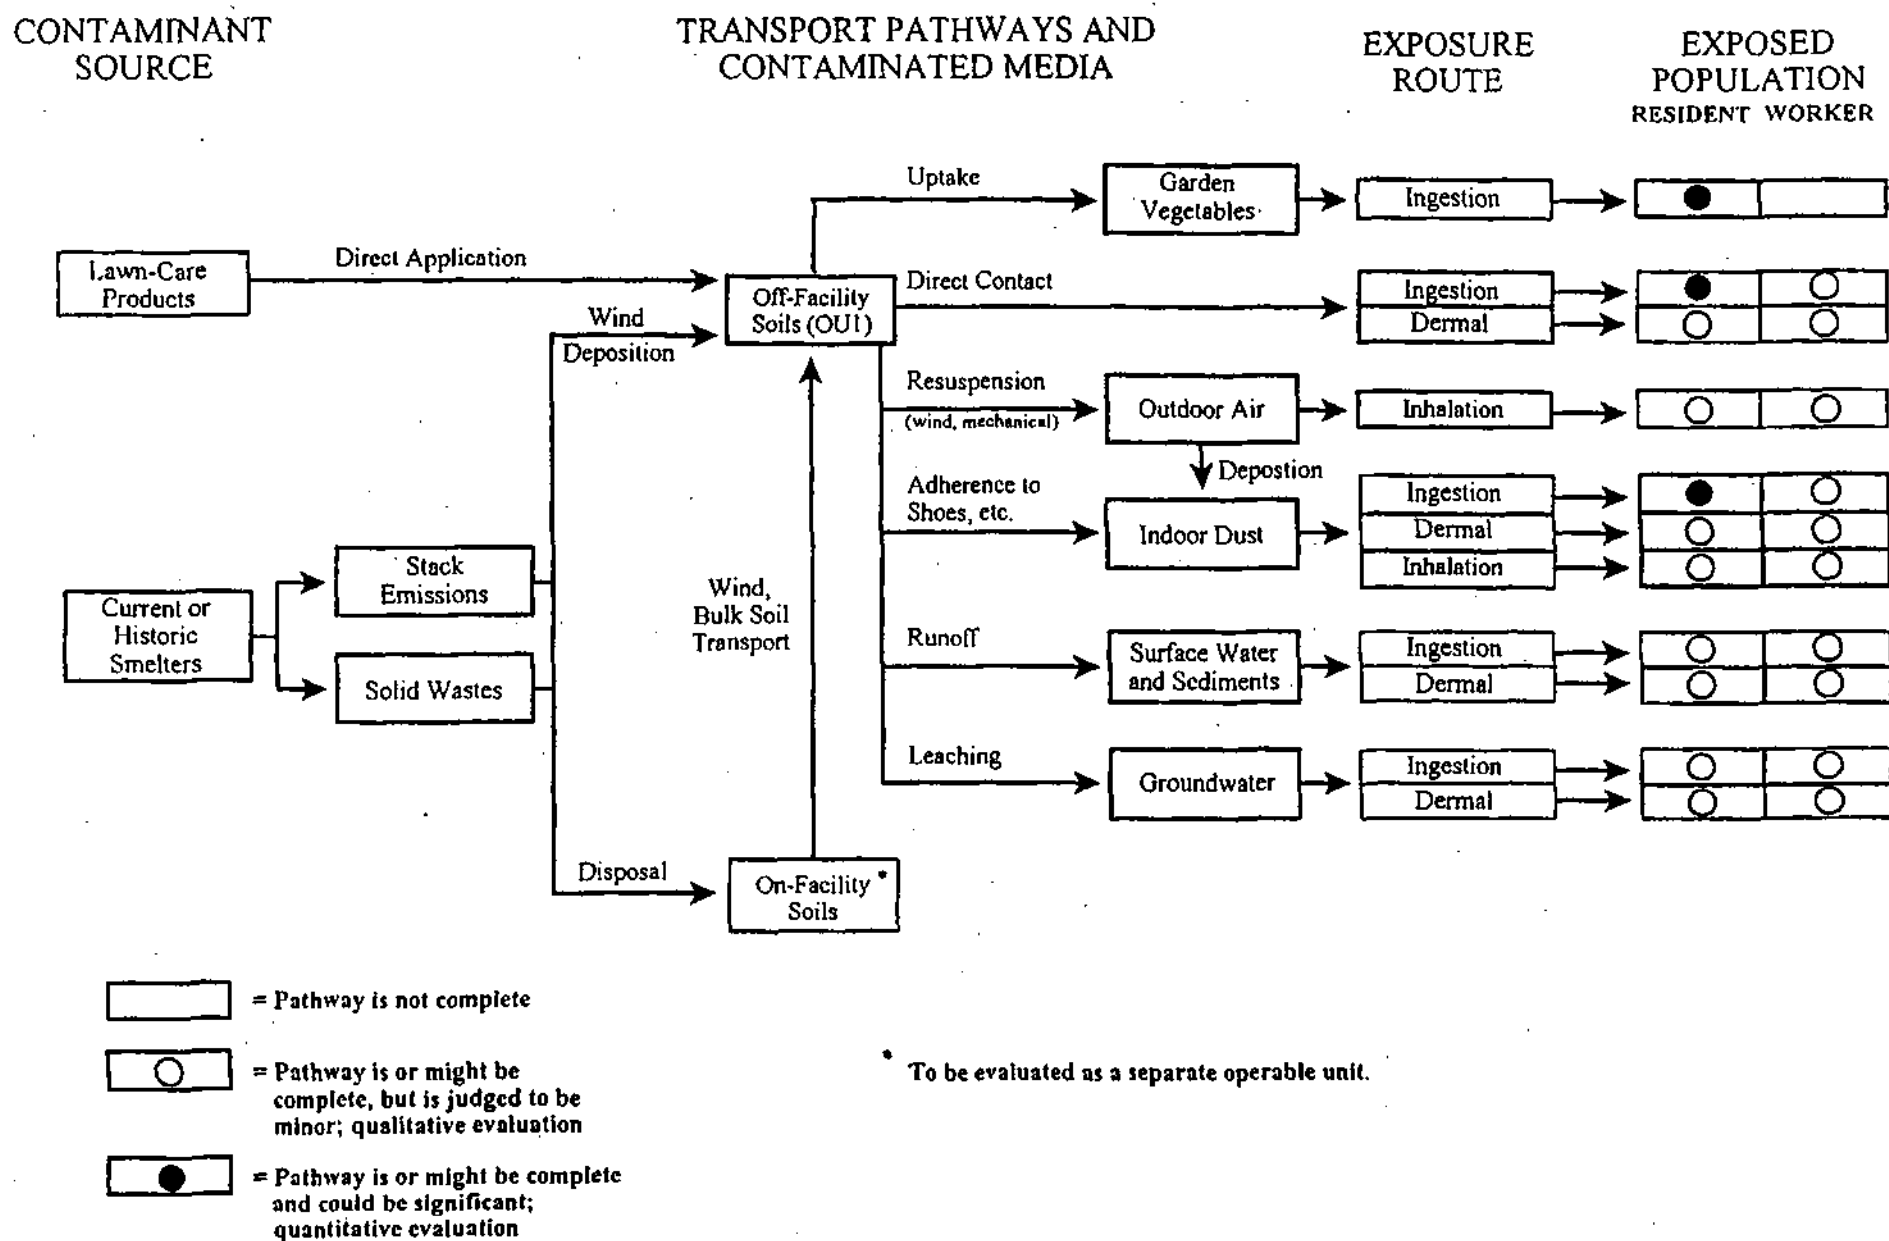 CONTAMINANT
SOURCE
TRANSPORT PATHWAYS AND
CONTAMINATED MEDIA
EXPOSURE
ROUTE
EXPOSED
POPULATION
RESIDENT WORKER
Uptake
Garden
Vegetables
Ingestion
Lawn-Care
Products
Direct Application
Off-Facility
Soils (OU1)
Direct Contact
Ingestion
Dermal
Wind
Deposition
Resuspension
(wind, mechanical)
Outdoor Air
Inhalation
Depostion
Adherence to
Shoes, etc.
Indoor Dust
Ingestion
Dermal
Inhalation
Current or
Historic
Smelters
Stack
Emissions
Solid Wastes
Wind,
Bulk Soil
Transport
Runoff
Surface Water
and Sediments
Ingestion
Dermal
Leaching
Groundwater
Ingestion
Dermal
Disposal
On-Facility *
Soils
= Pathway is not complete
= Pathway is or might be
complete, but is judged to be
minor; qualitative evaluation
= Pathway is or might be complete
and could be significant;
quantitative evaluation
* To be evaluated as a separate operable unit.